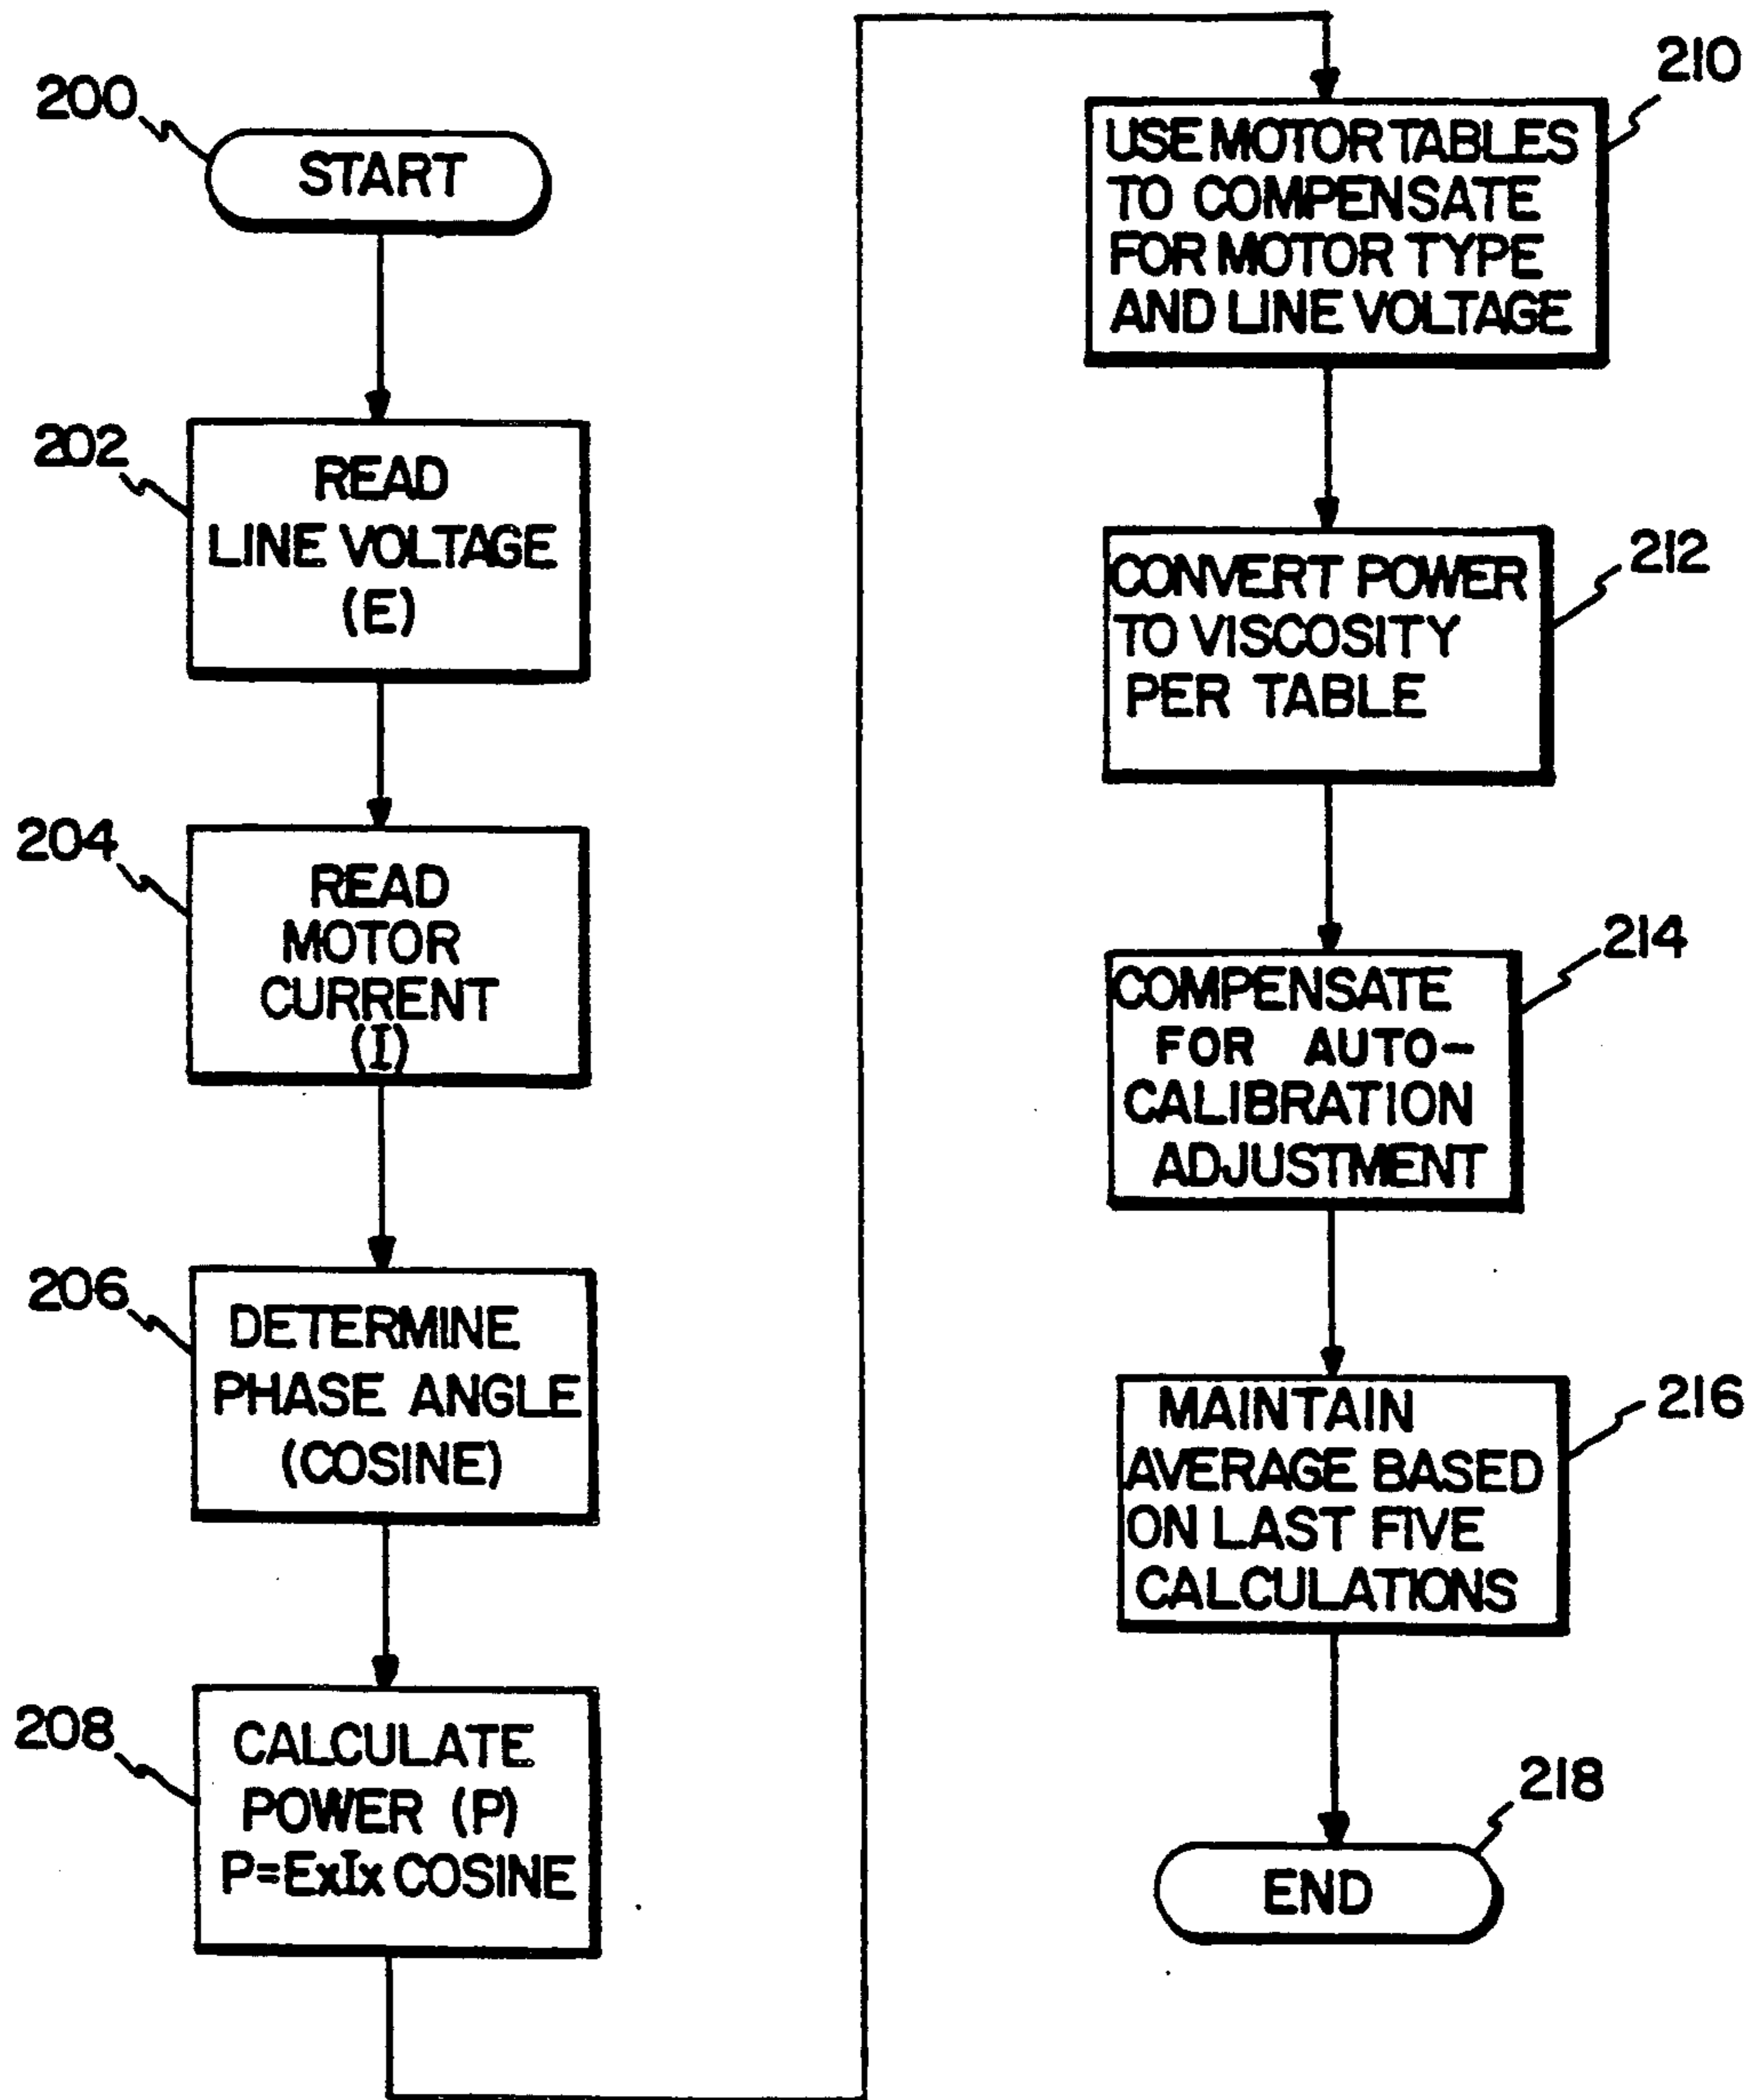 200
START
202
READ
LINE VOLTAGE
(E)
204
READ
MOTOR
CURRENT
(I)
206
DETERMINE
PHASE ANGLE
(COSINE)
208
CALCULATE
POWER (P)
P=ExIx COSINE
210
USE MOTOR TABLES
TO COMPENSATE
FOR MOTOR TYPE
AND LINE VOLTAGE
212
CONVERT POWER
TO VISCOSITY
PER TABLE
214
COMPENSATE
FOR AUTO-
CALIBRATION
ADJUSTMENT
216
MAINTAIN
AVERAGE BASED
ON LAST FIVE
CALCULATIONS
218
END